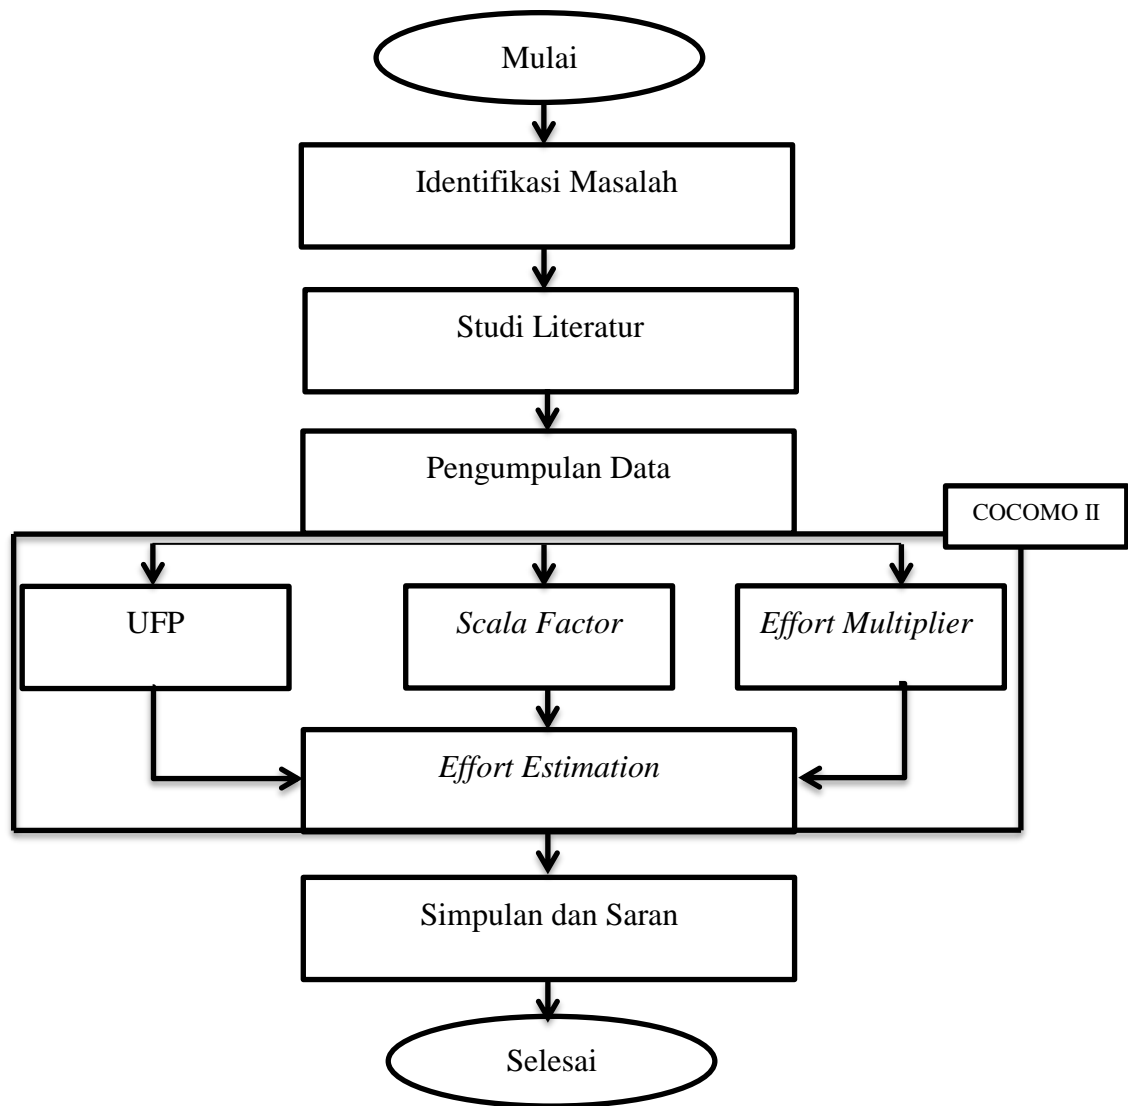 Mulai
Identifikasi Masalah
Studi Literatur
Pengumpulan Data
COCOMO II
UFP
Scala Factor
Effort Multiplier
Effort Estimation
Simpulan dan Saran
Selesai